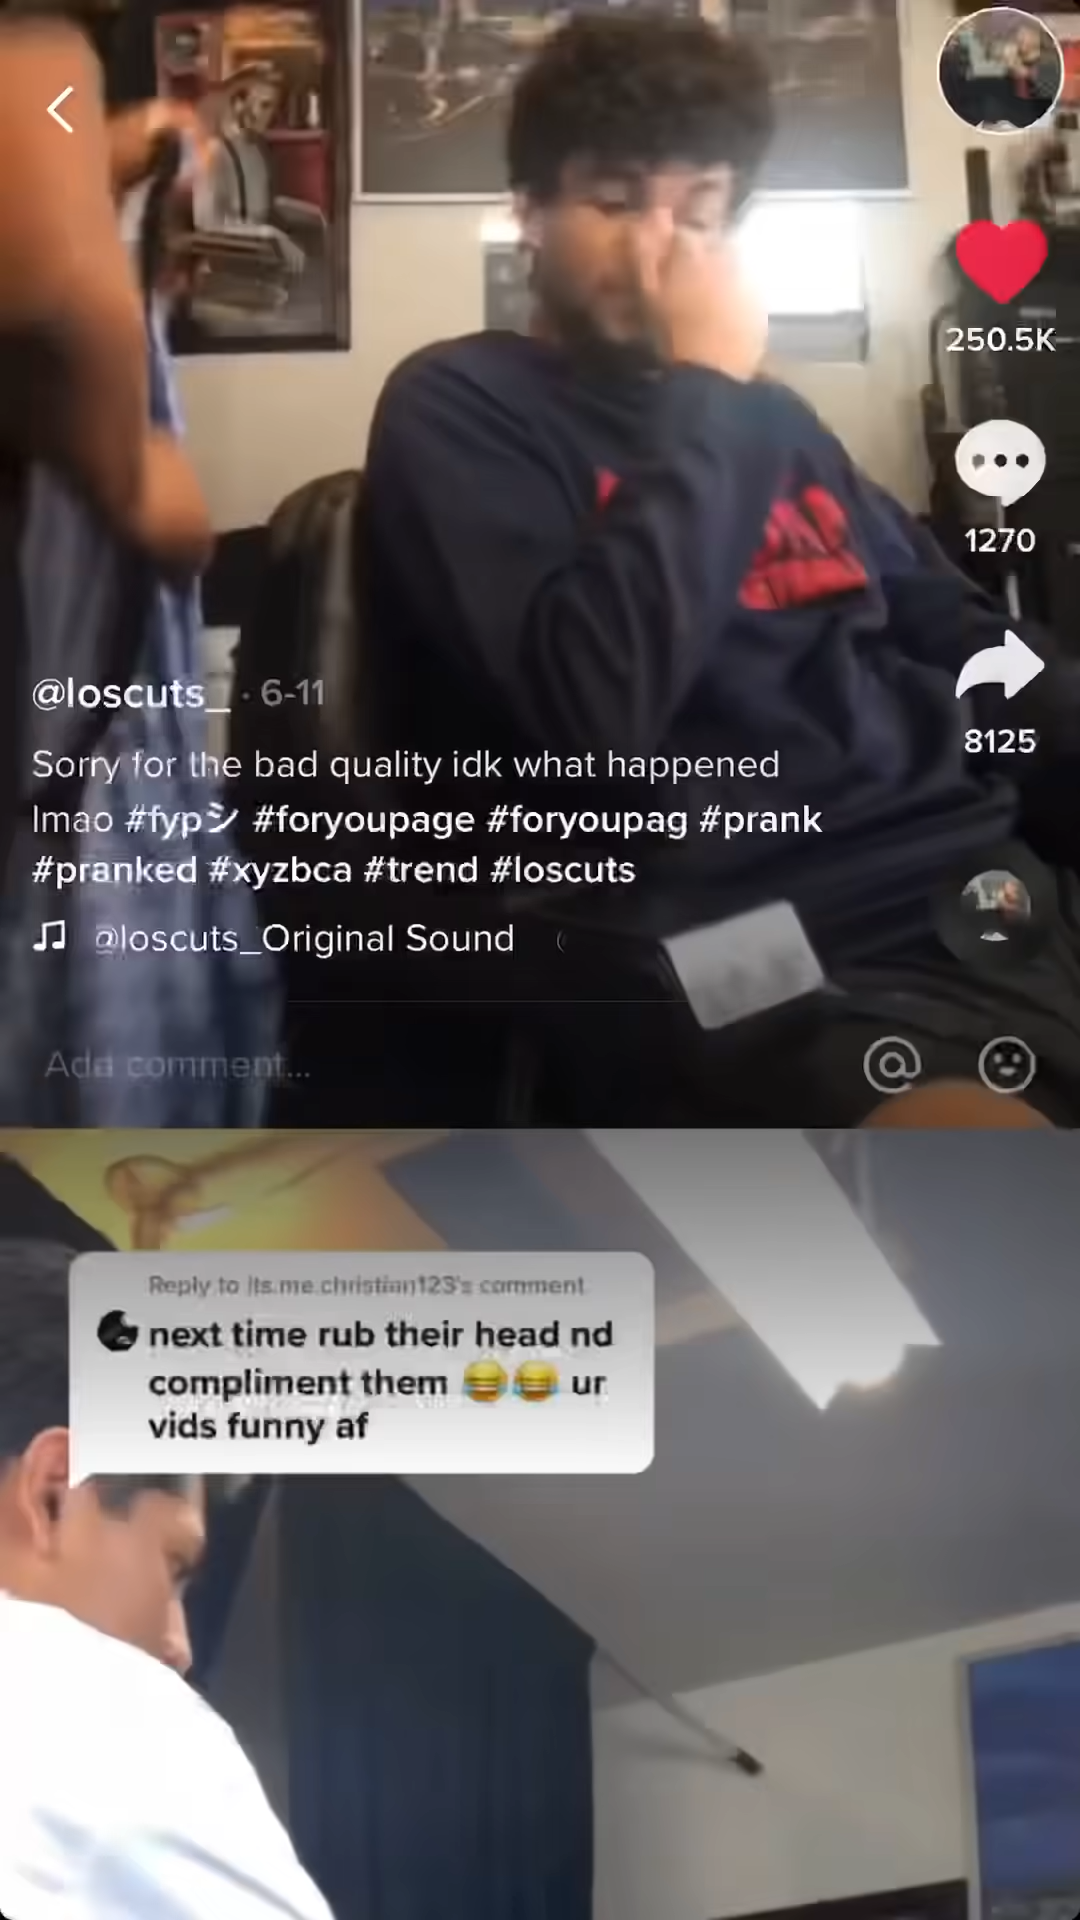 250.5K
1270
8125
@loscuts_ · 6-11
Sorry for the bad quality idk what happened
lmao #fypシ #foryoupage #foryoupag #prank
#pranked #xyzbca #trend #loscuts
@loscuts_Original Sound
Add comment...
Reply to its.me.christian123's comment
next time rub their head nd
compliment them 😂😂 ur
vids funny af